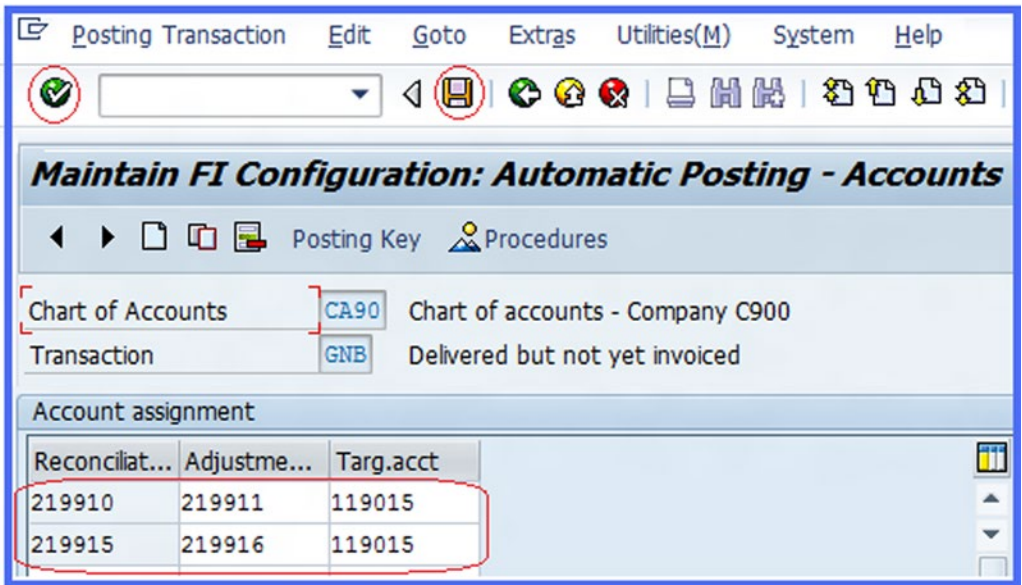 Posting Transaction Edit Goto Extras Utilities(M) System Help
Maintain FI Configuration: Automatic Posting - Accounts
Posting Key Procedures
Chart of Accounts CA90 Chart of accounts - Company C900
Transaction GNB Delivered but not yet invoiced
Account assignment
Reconciliat... Adjustme... Targ.acct
219910 219911 119015
219915 219916 119015